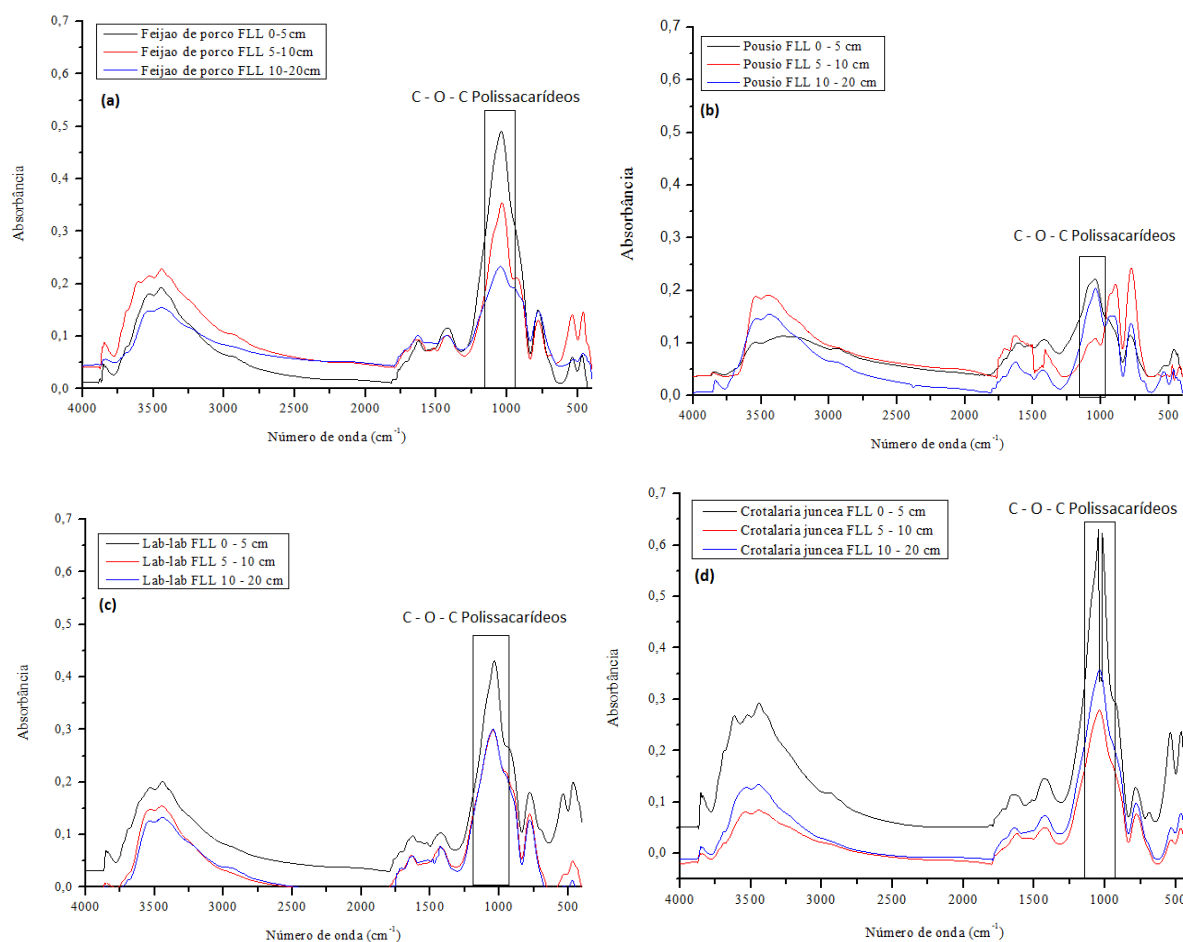 Feijao de porco FLL 0-5cm
Feijao de porco FLL 5-10cm
Feijao de porco FLL 10-20cm
(a)
C - O - C Polissacarídeos
Absorbância
0,7
0,6
0,5
0,4
0,3
0,2
0,1
0,0
4000 3500 3000 2500 2000 1500 1000 500
Número de onda (cm-1)
Pousio FLL 0 - 5 cm
Pousio FLL 5 - 10 cm
Pousio FLL 10 - 20 cm
(b)
C - O - C Polissacarídeos
Absorbância
0,7
0,6
0,5
0,4
0,3
0,2
0,1
0,0
4000 3500 3000 2500 2000 1500 1000 500
Número de onda (cm-1)
Lab-lab FLL 0 - 5 cm
Lab-lab FLL 5 - 10 cm
Lab-lab FLL 10 - 20 cm
(c)
C - O - C Polissacarídeos
Absorbância
0,7
0,6
0,5
0,4
0,3
0,2
0,1
0,0
4000 3500 3000 2500 2000 1500 1000 500
Número de onda (cm-1)
Crotalaria juncea FLL 0 - 5 cm
Crotalaria juncea FLL 5 - 10 cm
Crotalaria juncea FLL 10 - 20 cm
(d)
C - O - C Polissacarídeos
Absorbância
0,7
0,6
0,5
0,4
0,3
0,2
0,1
0,0
4000 3500 3000 2500 2000 1500 1000 500
Número de onda (cm-1)